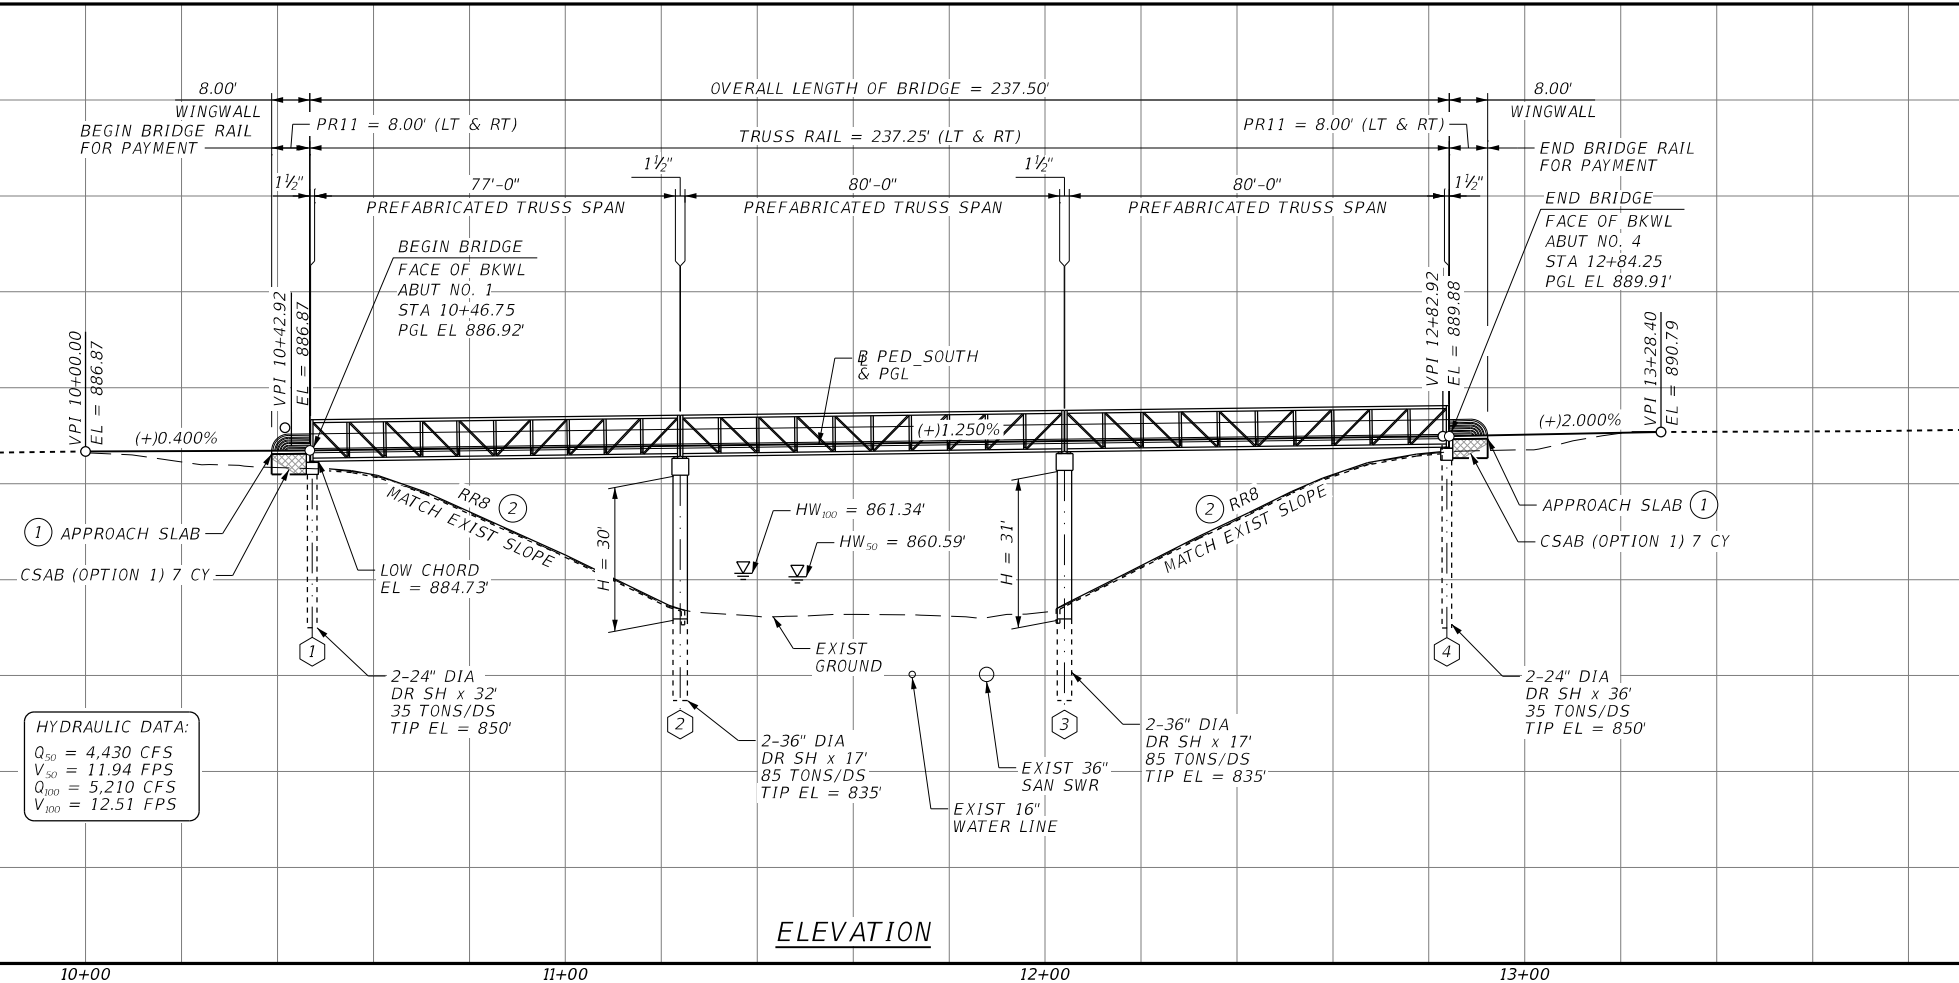 8.00'
WINGWALL
OVERALL LENGTH OF BRIDGE = 237.50'
8.00'
WINGWALL
BEGIN BRIDGE RAIL
FOR PAYMENT
PR11 = 8.00' (LT & RT)
TRUSS RAIL = 237.25' (LT & RT)
PR11 = 8.00' (LT & RT)
END BRIDGE RAIL
FOR PAYMENT
1½"
77'-0"
PREFABRICATED TRUSS SPAN
1½"
80'-0"
PREFABRICATED TRUSS SPAN
1½"
80'-0"
PREFABRICATED TRUSS SPAN
1½"
BEGIN BRIDGE
FACE OF BKWL
ABUT NO. 1
STA 10+46.75
PGL EL 886.92'
END BRIDGE
FACE OF BKWL
ABUT NO. 4
STA 12+84.25
PGL EL 889.91'
VPI 10+00.00
EL = 886.87
VPI 10+42.92
EL = 886.87
VPI 12+82.92
EL = 889.88
VPI 13+28.40
EL = 890.79
℄ PED_SOUTH
& PGL
(+)0.400%
(+)1.250%
(+)2.000%
1 APPROACH SLAB
CSAB (OPTION 1) 7 CY
RR8 2
MATCH EXIST SLOPE
LOW CHORD
EL = 884.73'
H = 30'
HW100 = 861.34'
HW50 = 860.59'
H = 31'
2 RR8
MATCH EXIST SLOPE
APPROACH SLAB 1
CSAB (OPTION 1) 7 CY
EXIST
GROUND
1
2-24" DIA
DR SH x 32'
35 TONS/DS
TIP EL = 850'
2
2-36" DIA
DR SH x 17'
85 TONS/DS
TIP EL = 835'
EXIST 36"
SAN SWR
EXIST 16"
WATER LINE
3
2-36" DIA
DR SH x 17'
85 TONS/DS
TIP EL = 835'
4
2-24" DIA
DR SH x 36'
35 TONS/DS
TIP EL = 850'
HYDRAULIC DATA:
Q50 = 4,430 CFS
V50 = 11.94 FPS
Q100 = 5,210 CFS
V100 = 12.51 FPS
ELEVATION
10+00
11+00
12+00
13+00